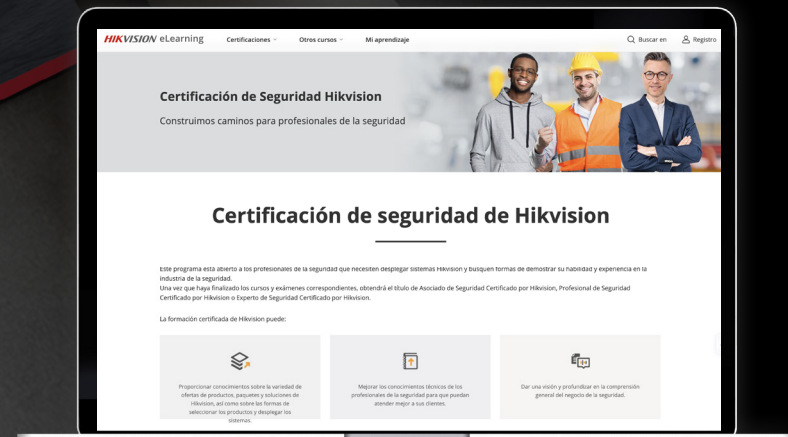 HIKVISION eLearning
Certificaciones
Otros cursos
Mi aprendizaje
Buscar en
Registro
Certificación de Seguridad Hikvision
Construimos caminos para profesionales de la seguridad
Certificación de seguridad de Hikvision
Este programa está abierto a los profesionales de la seguridad que necesiten desplegar sistemas Hikvision y busquen formas de demostrar su habilidad y experiencia en la
industria de la seguridad.
Una vez que haya finalizado los cursos y exámenes correspondientes, obtendrá el título de Asociado de Seguridad Certificado por Hikvision, Profesional de Seguridad
Certificado por Hikvision o Experto de Seguridad Certificado por Hikvision.
La formación certificada de Hikvision puede:
Proporcionar conocimientos sobre la variedad de
ofertas de productos, paquetes y soluciones de
Hikvision, así como sobre las formas de
seleccionar los productos y desplegar los
sistemas.
Mejorar los conocimientos técnicos de los
profesionales de la seguridad para que puedan
atender mejor a sus clientes.
Dar una visión y profundizar en la comprensión
general del negocio de la seguridad.